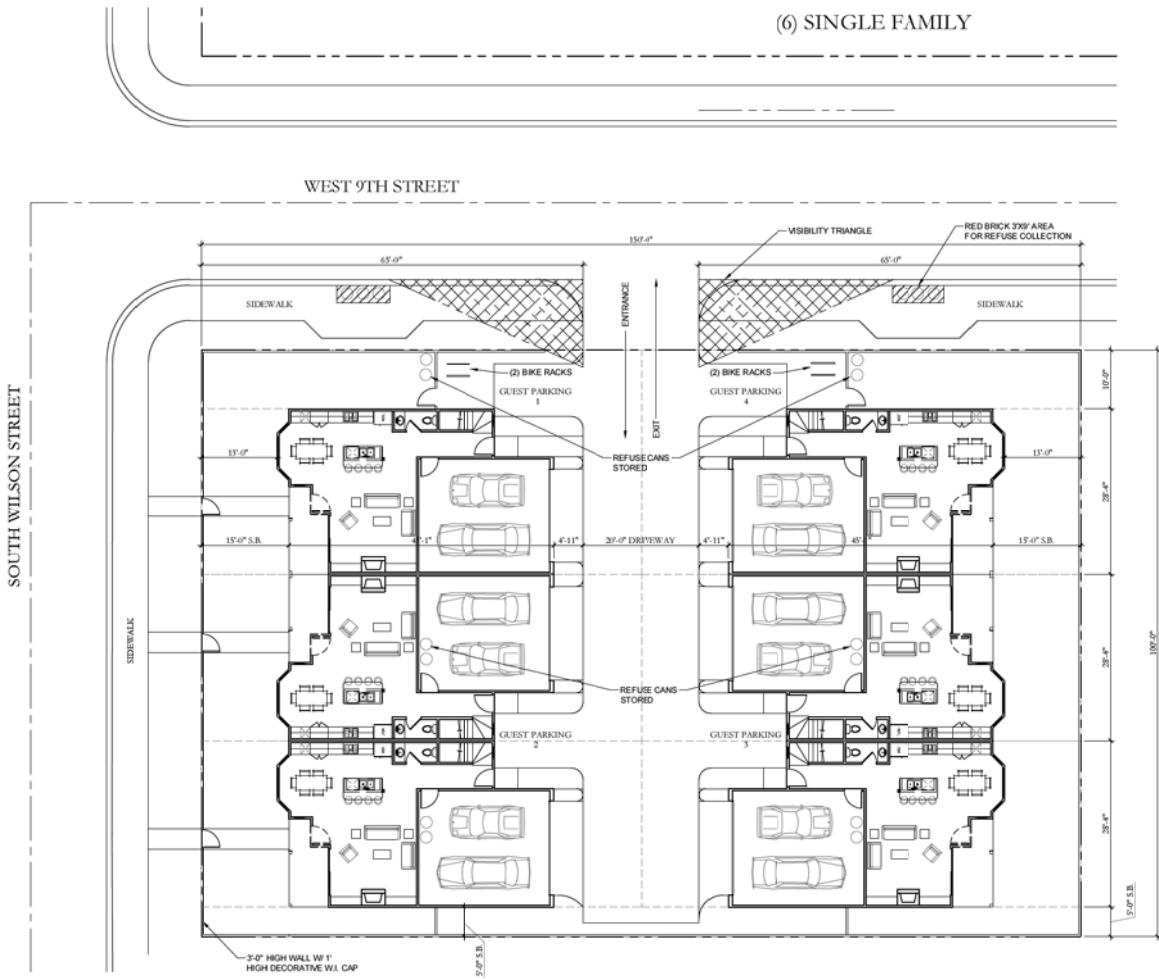 (6) SINGLE FAMILY
WEST 9TH STREET
SOUTH WILSON STREET
VISIBILITY TRIANGLE
RED BRICK 3'X9' AREA
FOR REFUSE COLLECTION
150'-0"
65'-0"
65'-0"
SIDEWALK
ENTRANCE
EXIT
SIDEWALK
(2) BIKE RACKS
(2) BIKE RACKS
GUEST PARKING
1
GUEST PARKING
4
10'-0"
13'-0"
REFUSE CANS
STORED
13'-0"
28'-4"
15'-0" S.B.
4'-11"
20'-0" DRIVEWAY
4'-11"
15'-0" S.B.
SIDEWALK
28'-4"
100'-0"
REFUSE CANS
STORED
GUEST PARKING
2
GUEST PARKING
3
28'-4"
5'-0" S.B.
3'-0" HIGH WALL W/ 1'
HIGH DECORATIVE W.I. CAP
5'-0" S.B.